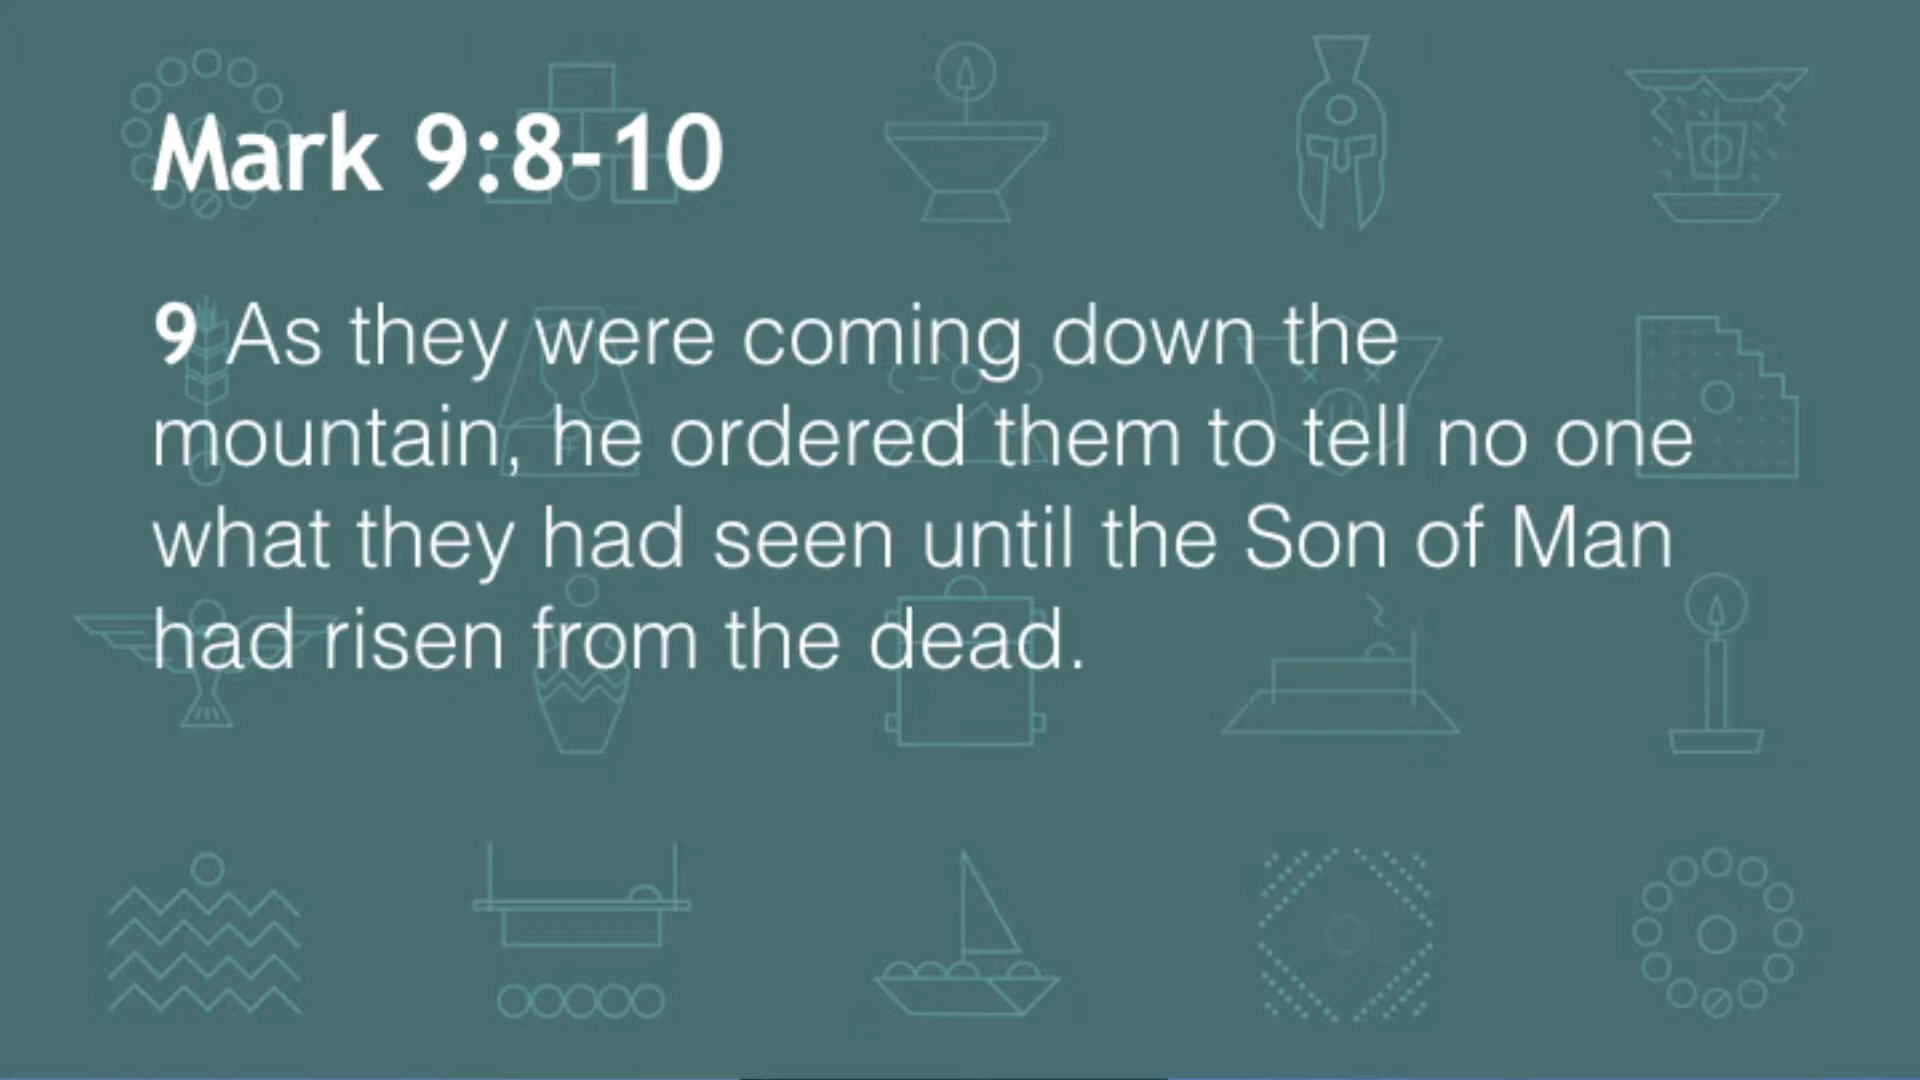 Mark 9:8-10
9 As they were coming down the
mountain, he ordered them to tell no one
what they had seen until the Son of Man
had risen from the dead.